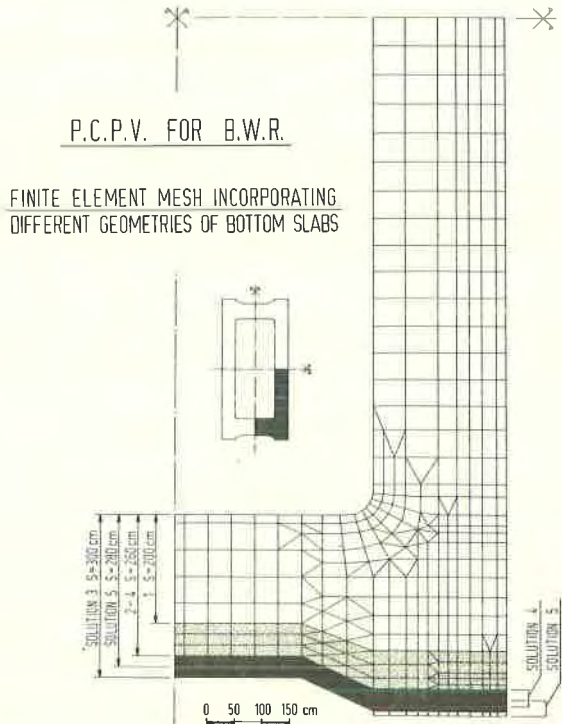 P.C.P.V. FOR B.W.R.
FINITE ELEMENT MESH INCORPORATING
DIFFERENT GEOMETRIES OF BOTTOM SLABS
SOLUTION 3 S=300 cm
SOLUTION 5 S=280 cm
2-4 S=260 cm
1 S=200 cm
SOLUTION 4
SOLUTION 5
0 50 100 150 cm